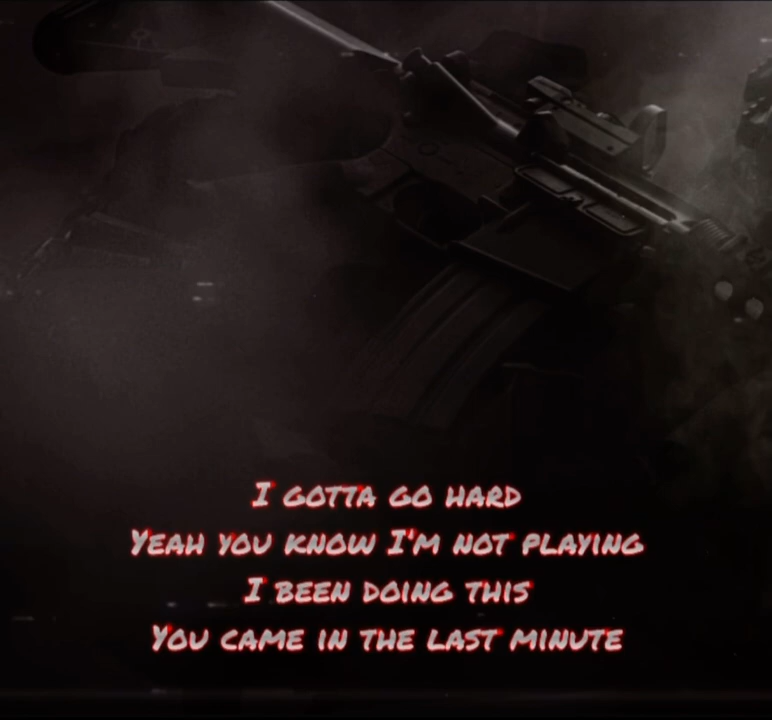 I GOTTA GO HARD
YEAH YOU KNOW I'M NOT PLAYING
I BEEN DOING THIS
YOU CAME IN THE LAST MINUTE